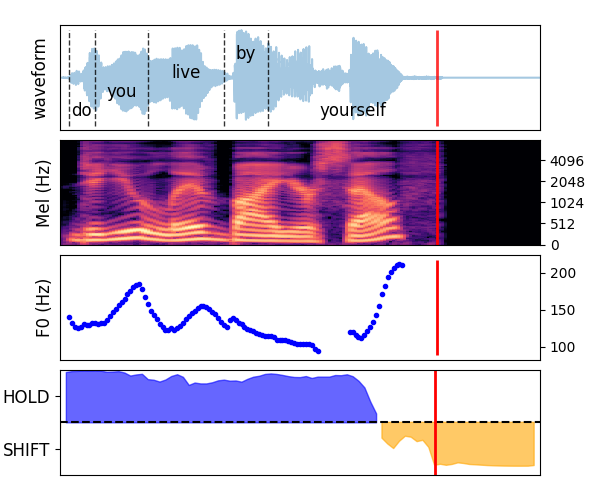 waveform
do
you
live
by
yourself
Mel (Hz)
4096
2048
1024
512
0
F0 (Hz)
200
150
100
HOLD
SHIFT